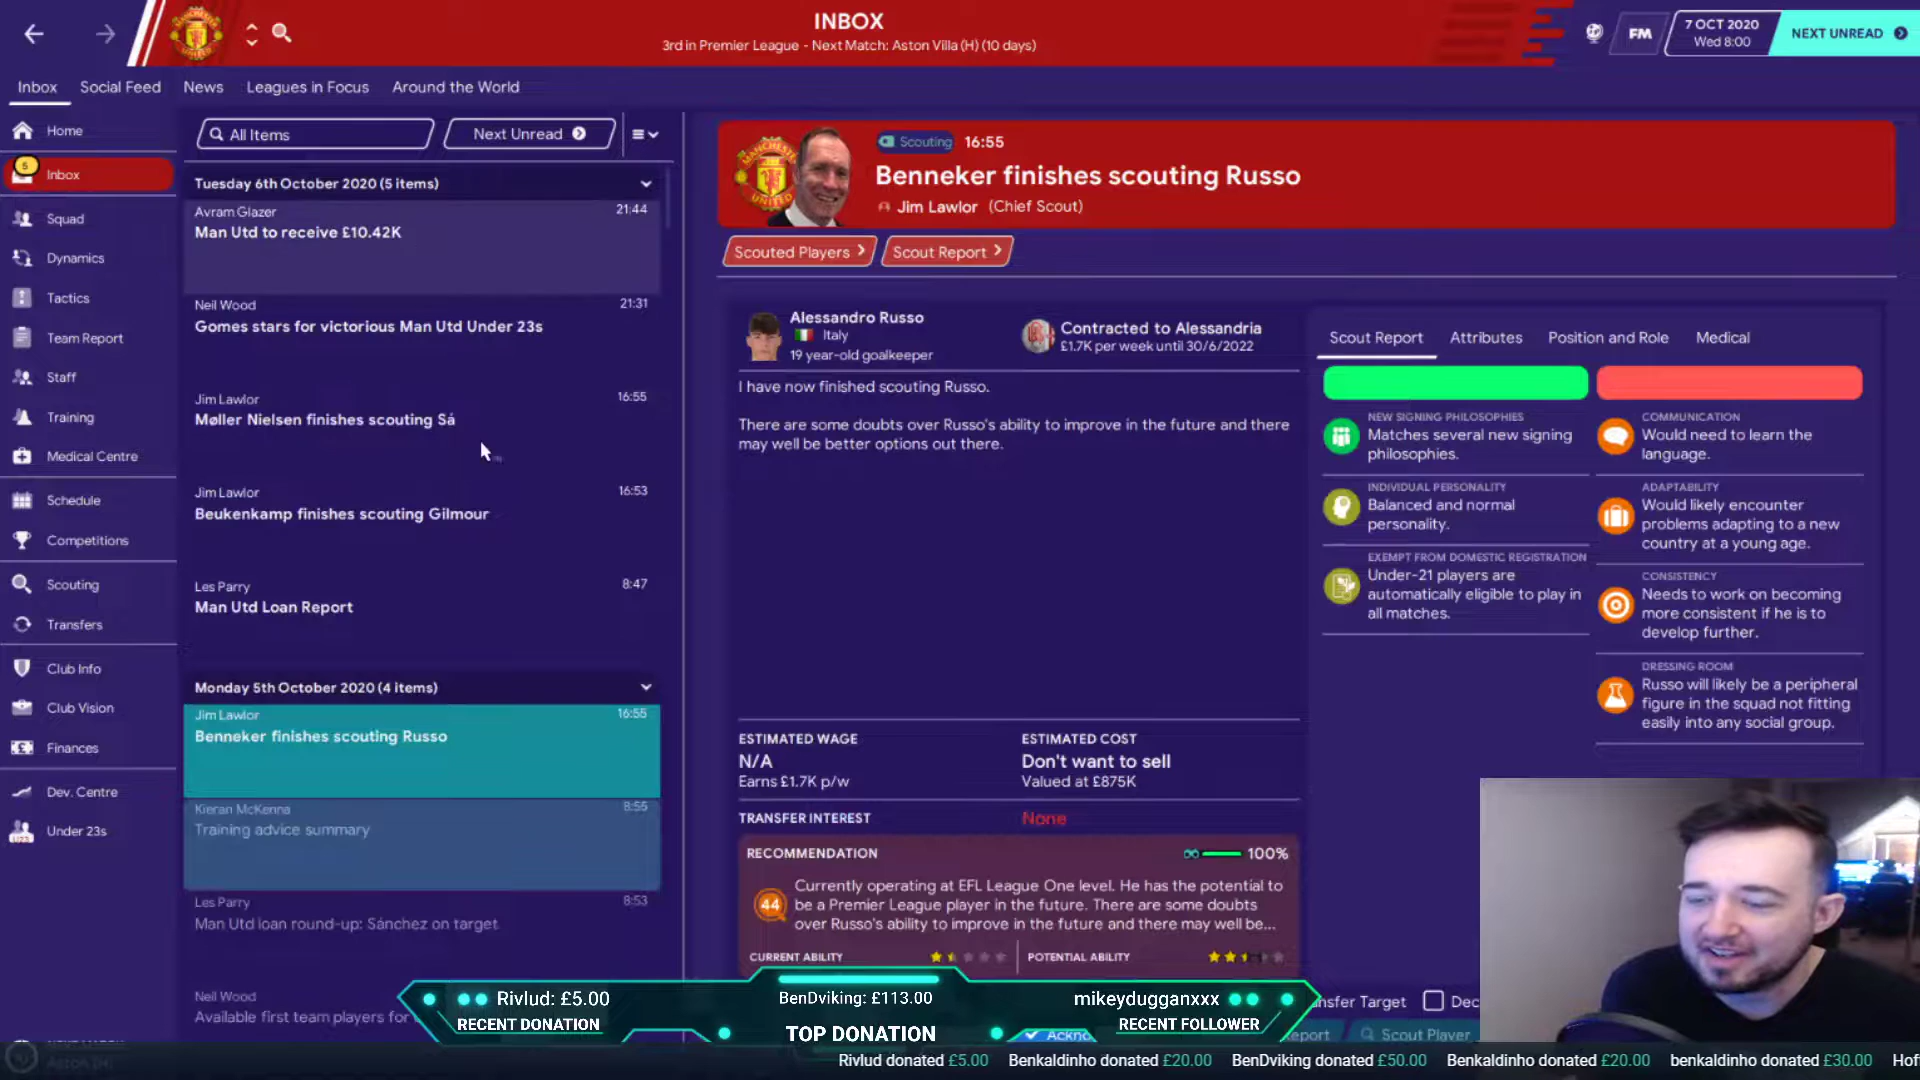 INBOX
3rd in Premier League - Next Match: Aston Villa (H) (10 days)
FM
7 OCT 2020
Wed 8:00
NEXT UNREAD
Inbox
Social Feed
News
Leagues in Focus
Around the World
Home
5
Inbox
Squad
Dynamics
Tactics
Team Report
Staff
Training
Medical Centre
Schedule
Competitions
Scouting
Transfers
Club Info
Club Vision
Finances
Dev. Centre
Under 23s
All Items
Next Unread
Tuesday 6th October 2020 (5 items)
Avram Glazer 21:44
Man Utd to receive £10.42K
Neil Wood 21:31
Gomes stars for victorious Man Utd Under 23s
Jim Lawlor 16:55
Møller Nielsen finishes scouting Sá
Jim Lawlor 16:53
Beukenkamp finishes scouting Gilmour
Les Parry 8:47
Man Utd Loan Report
Monday 5th October 2020 (4 items)
Jim Lawlor 16:55
Benneker finishes scouting Russo
Kieran McKenna 8:55
Training advice summary
Les Parry 8:53
Man Utd loan round-up: Sánchez on target
Neil Wood
Available first team players for
MANCHESTER
UNITED
Scouting 16:55
Benneker finishes scouting Russo
Jim Lawlor (Chief Scout)
Scouted Players
Scout Report
Alessandro Russo
Italy
19 year-old goalkeeper
Contracted to Alessandria
£1.7K per week until 30/6/2022
I have now finished scouting Russo.
There are some doubts over Russo's ability to improve in the future and there
may well be better options out there.
ESTIMATED WAGE
N/A
Earns £1.7K p/w
ESTIMATED COST
Don't want to sell
Valued at £875K
TRANSFER INTEREST
None
RECOMMENDATION
100%
44
Currently operating at EFL League One level. He has the potential to
be a Premier League player in the future. There are some doubts
over Russo's ability to improve in the future and there may well be...
CURRENT ABILITY
POTENTIAL ABILITY
Scout Report
Attributes
Position and Role
Medical
NEW SIGNING PHILOSOPHIES
Matches several new signing
philosophies.
INDIVIDUAL PERSONALITY
Balanced and normal
personality.
EXEMPT FROM DOMESTIC REGISTRATION
Under-21 players are
automatically eligible to play in
all matches.
COMMUNICATION
Would need to learn the
language.
ADAPTABILITY
Would likely encounter
problems adapting to a new
country at a young age.
CONSISTENCY
Needs to work on becoming
more consistent if he is to
develop further.
DRESSING ROOM
Russo will likely be a peripheral
figure in the squad not fitting
easily into any social group.
nsfer Target
Dec
Ackno
eport
Scout Player
Rivlud: £5.00
RECENT DONATION
BenDviking: £113.00
TOP DONATION
mikeydugganxxx
RECENT FOLLOWER
Rivlud donated £5.00 Benkaldinho donated £20.00 BenDviking donated £50.00 Benkaldinho donated £20.00 benkaldinho donated £30.00 Hof